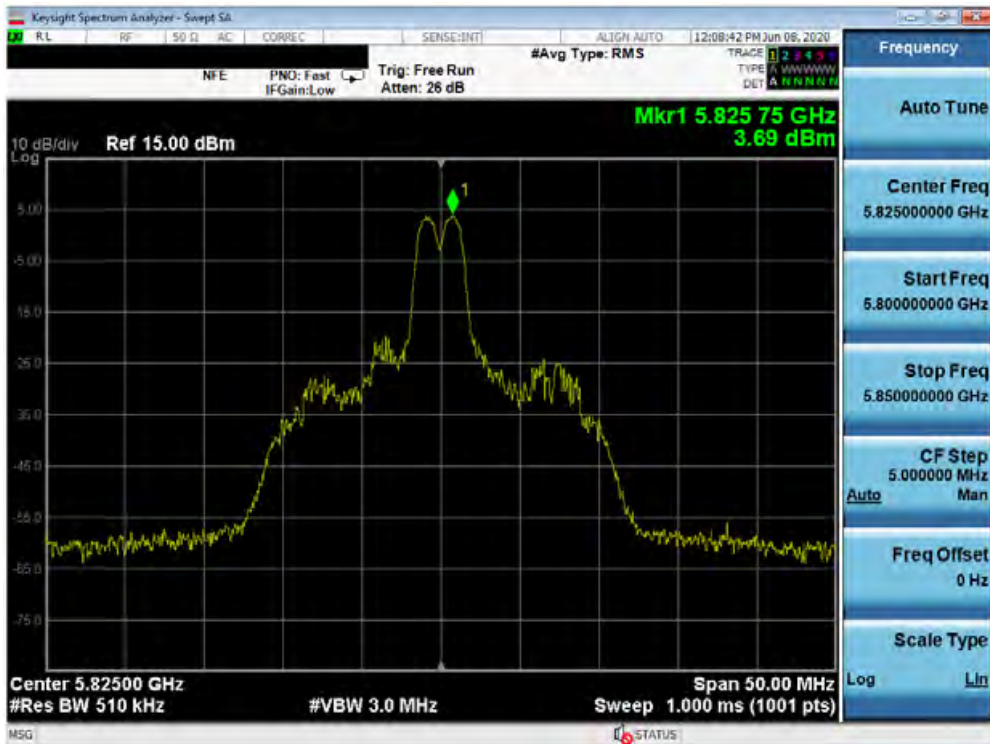 Keysight Spectrum Analyzer - Swept SA
RL RF 50 Ω AC CORREC SENSE:INT ALIGN AUTO 12:08:42 PM Jun 08, 2020
#Avg Type: RMS
TRACE 1 2 3 4 5 6
TYPE A WWWWW
DET A N N N N N
NFE PNO: Fast Trig: Free Run
IFGain:Low Atten: 26 dB
Mkr1 5.825 75 GHz
3.69 dBm
10 dB/div Ref 15.00 dBm
Log
1
5.00
-5.00
-15.0
-25.0
-35.0
-45.0
-55.0
-65.0
-75.0
Center 5.82500 GHz Span 50.00 MHz
#Res BW 510 kHz #VBW 3.0 MHz Sweep 1.000 ms (1001 pts)
MSG STATUS
Frequency
Auto Tune
Center Freq
5.825000000 GHz
Start Freq
5.800000000 GHz
Stop Freq
5.850000000 GHz
CF Step
5.000000 MHz
Auto Man
Freq Offset
0 Hz
Scale Type
Log Lin